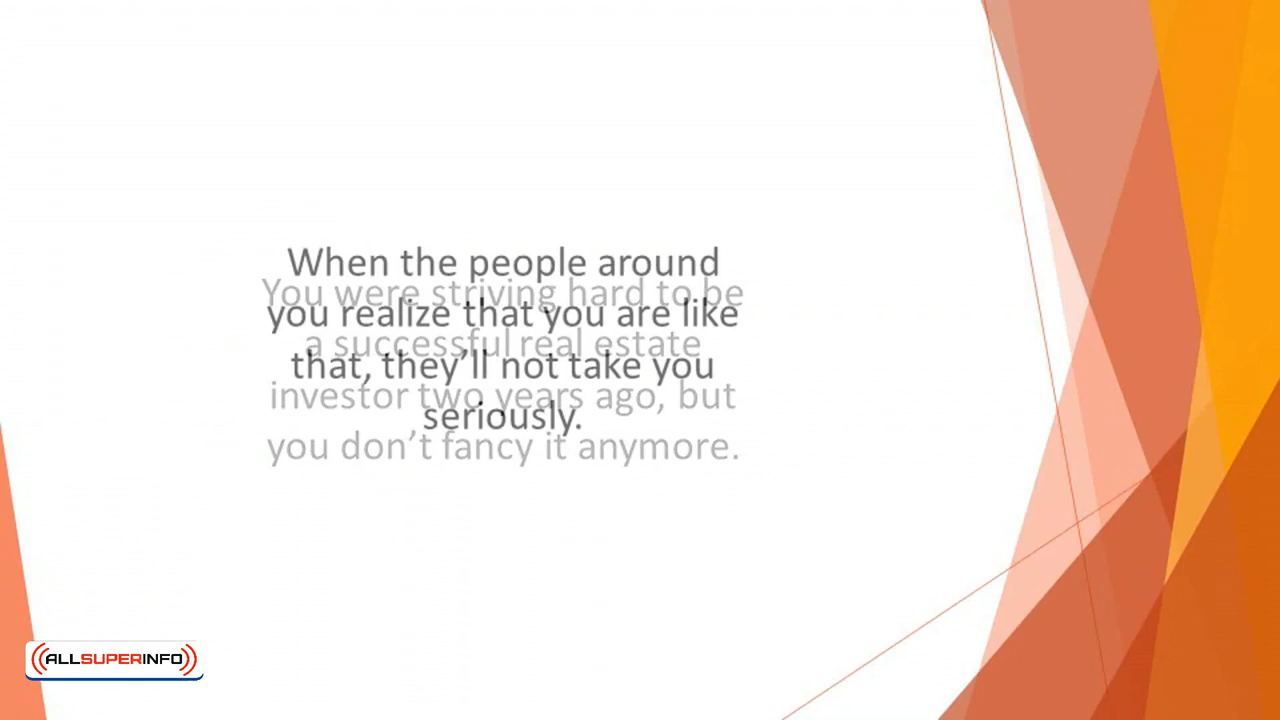 When the people around
you realize that you are like
that, they'll not take you
seriously.
You were striving hard to be
a successful real estate
investor two years ago, but
you don't fancy it anymore.
ALLSUPERINFO